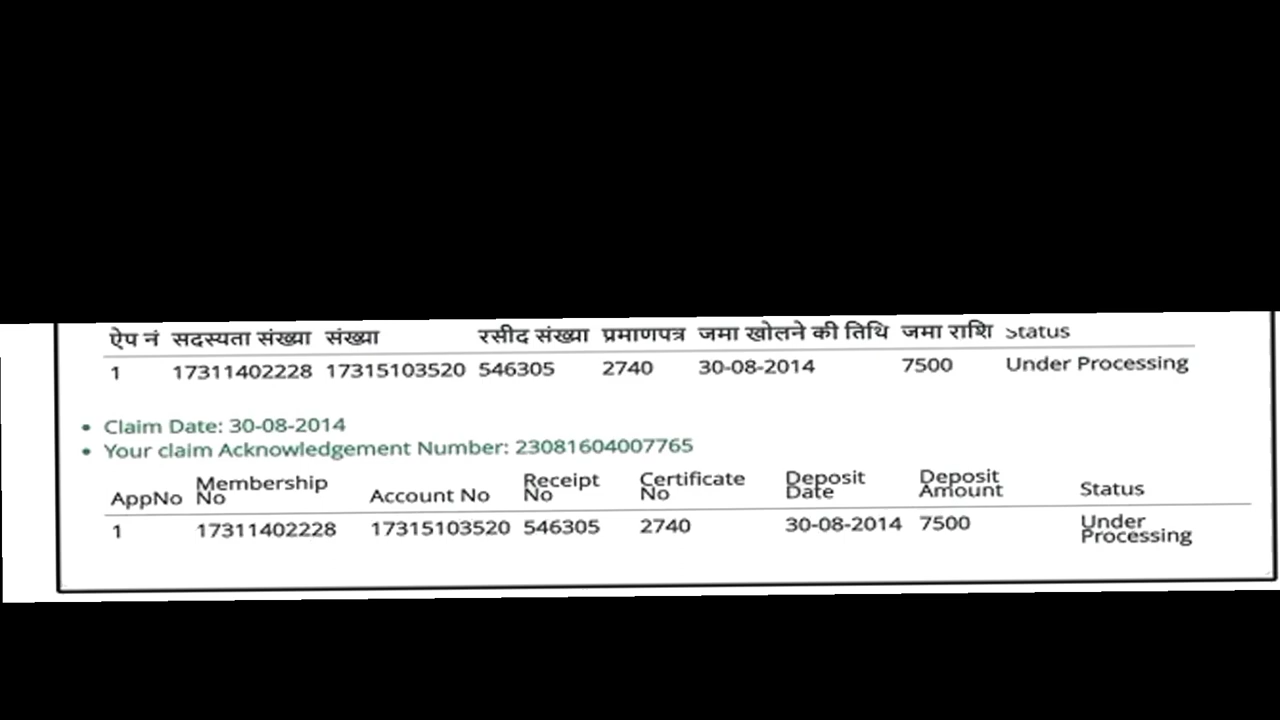 ऐप नं सदस्यता संख्या संख्या रसीद संख्या प्रमाणपत्र जमा खोलने की तिथि जमा राशि Status
1 17311402228 17315103520 546305 2740 30-08-2014 7500 Under Processing
• Claim Date: 30-08-2014
• Your claim Acknowledgement Number: 23081604007765
AppNo Membership No Account No Receipt No Certificate No Deposit Date Deposit Amount Status
1 17311402228 17315103520 546305 2740 30-08-2014 7500 Under Processing